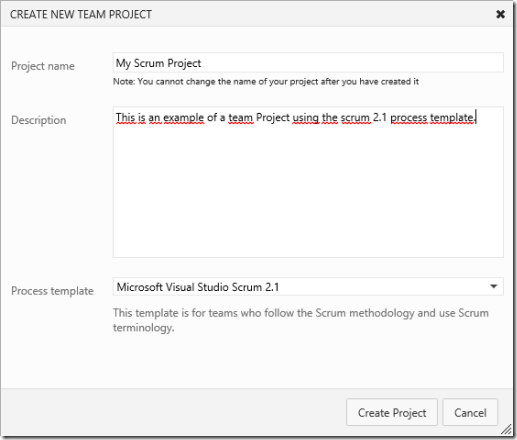 CREATE NEW TEAM PROJECT
Project name
My Scrum Project
Note: You cannot change the name of your project after you have created it
Description
This is an example of a team Project using the scrum 2.1 process template.
Process template
Microsoft Visual Studio Scrum 2.1
This template is for teams who follow the Scrum methodology and use Scrum
terminology.
Create Project
Cancel